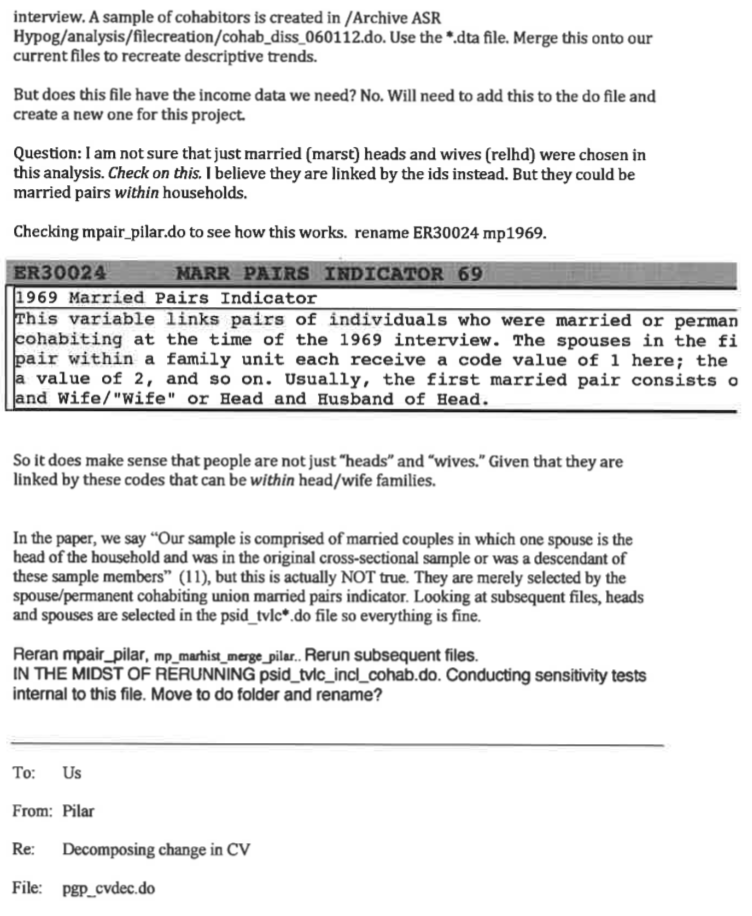 interview. A sample of cohabitors is created in /Archive ASR
Hypog/analysis/filecreation/cohab_diss_060112.do. Use the *.dta file. Merge this onto our
current files to recreate descriptive trends.
But does this file have the income data we need? No. Will need to add this to the do file and
create a new one for this project.
Question: I am not sure that just married (marst) heads and wives (relhd) were chosen in
this analysis. Check on this. I believe they are linked by the ids instead. But they could be
married pairs within households.
Checking mpair_pilar.do to see how this works. rename ER30024 mp1969.
ER30024 MARR PAIRS INDICATOR 69
1969 Married Pairs Indicator
This variable links pairs of individuals who were married or perman
cohabiting at the time of the 1969 interview. The spouses in the fi
pair within a family unit each receive a code value of 1 here; the
a value of 2, and so on. Usually, the first married pair consists o
and Wife/"Wife" or Head and Husband of Head.
So it does make sense that people are not just "heads" and "wives." Given that they are
linked by these codes that can be within head/wife families.
In the paper, we say "Our sample is comprised of married couples in which one spouse is the
head of the household and was in the original cross-sectional sample or was a descendant of
these sample members" (11), but this is actually NOT true. They are merely selected by the
spouse/permanent cohabiting union married pairs indicator. Looking at subsequent files, heads
and spouses are selected in the psid_tvlc*.do file so everything is fine.
Reran mpair_pilar, mp_marhist_merge_pilar.. Rerun subsequent files.
IN THE MIDST OF RERUNNING psid_tvlc_incl_cohab.do. Conducting sensitivity tests
internal to this file. Move to do folder and rename?
To: Us
From: Pilar
Re: Decomposing change in CV
File: pgp_cvdec.do